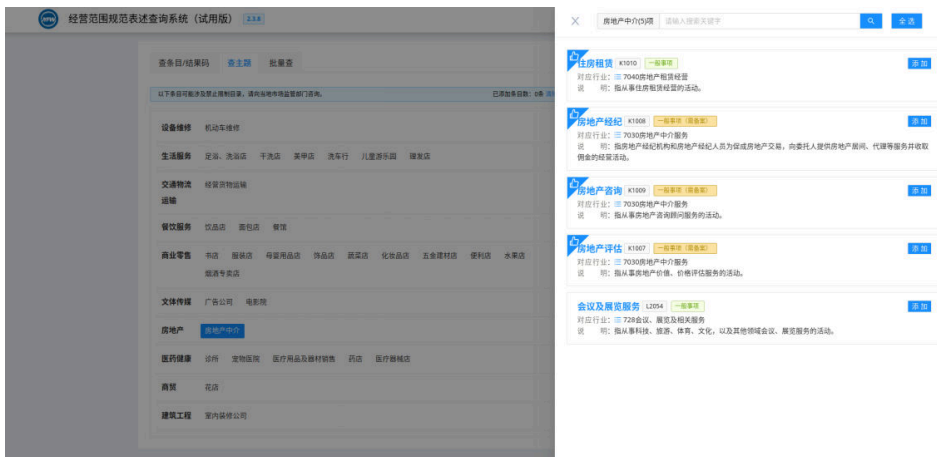 经营范围规范表述查询系统（试用版） 2.3.8
查条目/结果码 查主题 批量查
以下条目可能涉及禁止限制目录，请向当地市场监管部门咨询。 已添加条目数：0条
设备维修 机动车维修
生活服务 足浴、洗浴店 干洗店 美甲店 洗车行 儿童游乐园 理发店
交通物流运输 经营货物运输
餐饮服务 饮品店 面包店 餐馆
商业零售 书店 服装店 母婴用品店 饰品店 蔬菜店 化妆品店 五金建材店 便利店 水果店
烟酒专卖店
文体传媒 广告公司 电影院
房地产 房地产中介
医药健康 诊所 宠物医院 医疗用品及器材销售 药店 医疗器械店
商贸 花店
建筑工程 室内装修公司
房地产中介(5)项 请输入搜索关键字 全选
住房租赁 K1010 一般事项 添加
对应行业：7040房地产租赁经营
说 明：指从事住房租赁经营的活动。
房地产经纪 K1008 一般事项（需备案） 添加
对应行业：7030房地产中介服务
说 明：指房地产经纪机构和房地产经纪人员为促成房地产交易，向委托人提供房地产居间、代理等服务并收取
佣金的经营活动。
房地产咨询 K1009 一般事项（需备案） 添加
对应行业：7030房地产中介服务
说 明：指从事房地产咨询顾问服务的活动。
房地产评估 K1007 一般事项（需备案） 添加
对应行业：7030房地产中介服务
说 明：指从事房地产价值、价格评估服务的活动。
会议及展览服务 L2054 一般事项 添加
对应行业：728会议、展览及相关服务
说 明：指从事科技、旅游、体育、文化，以及其他领域会议、展览服务的活动。